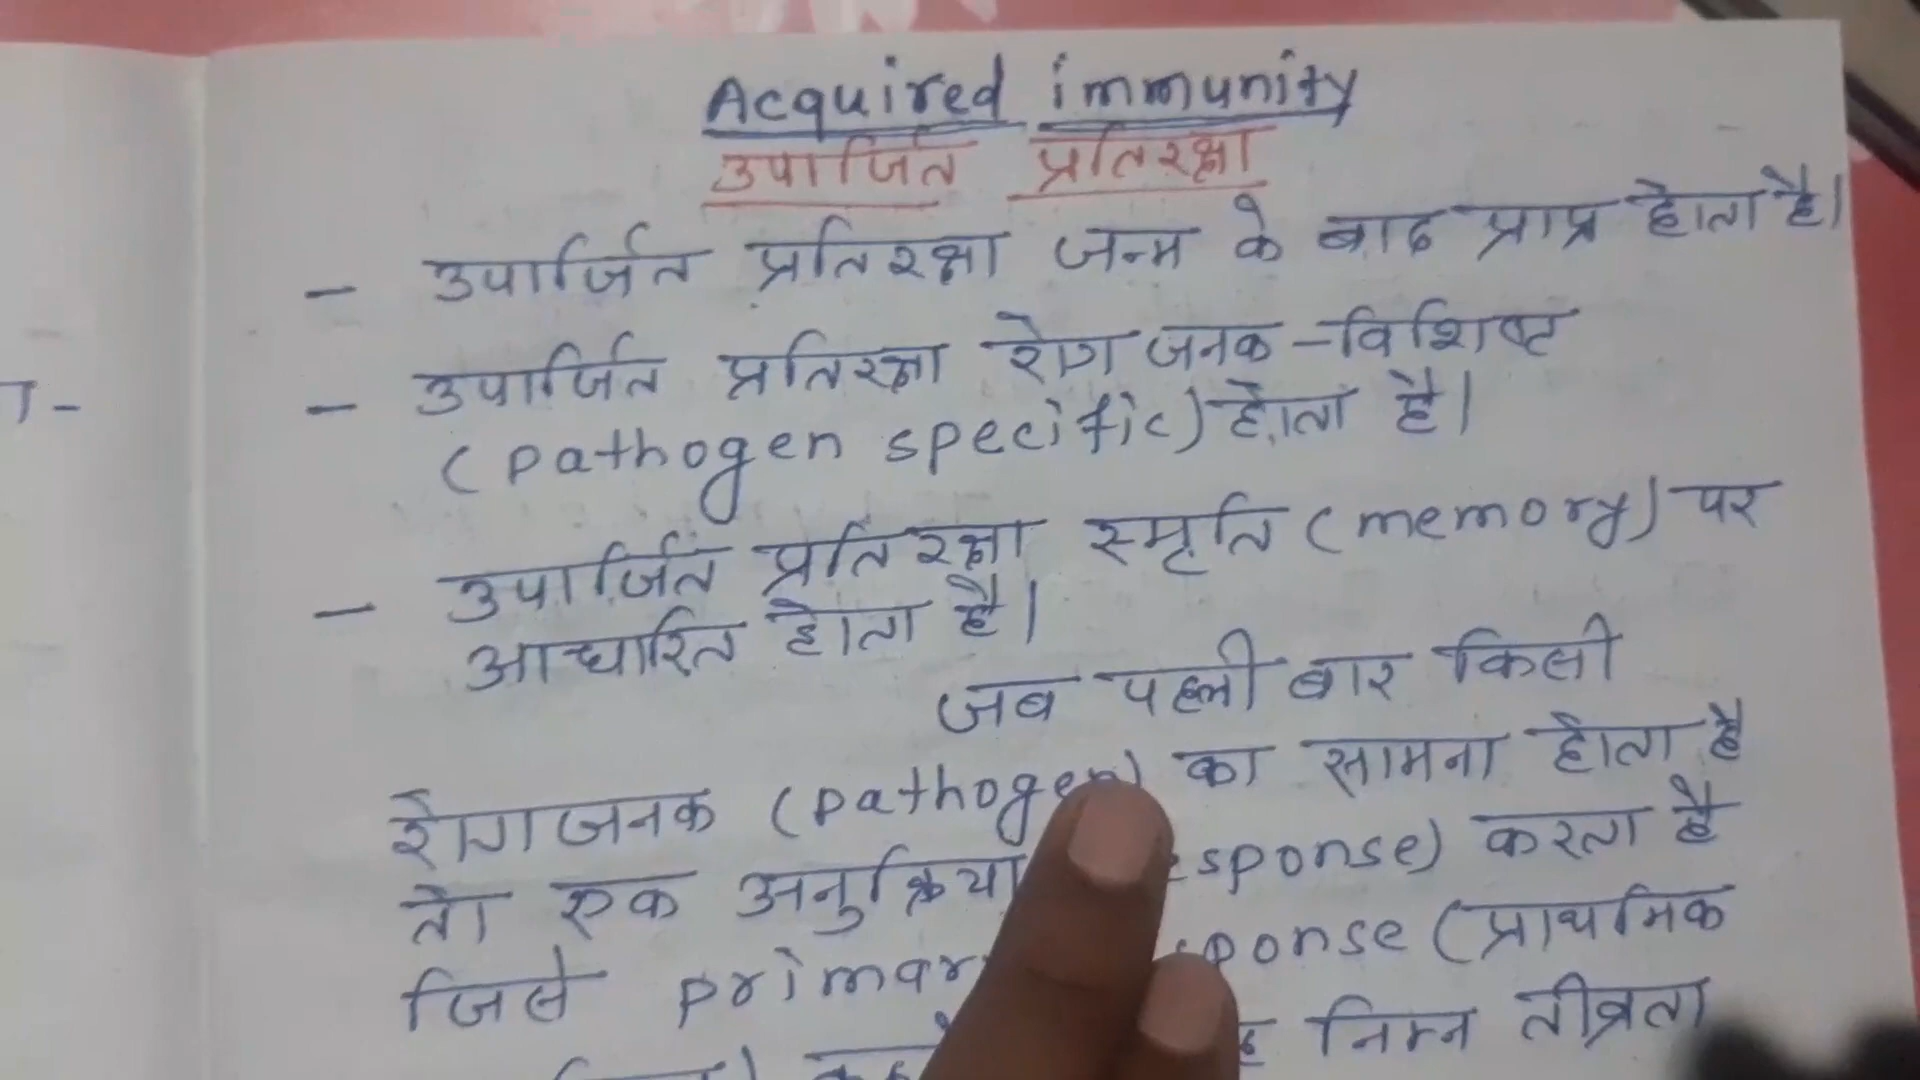 Acquired immunity
उपार्जित प्रतिरक्षा
- उपार्जित प्रतिरक्षा जन्म के बाद प्राप्त होता है।
- उपार्जित प्रतिरक्षा रोगजनक-विशिष्ट
(pathogen specific) होता है।
- उपार्जित प्रतिरक्षा स्मृति (memory) पर
आधारित होता है।
जब पहली बार किसी
रोगजनक (pathogen) का सामना होता है
तो एक अनुक्रिया sponse) करता है
जिसे primar ponse (प्राथमिक
निम्न तीव्रता